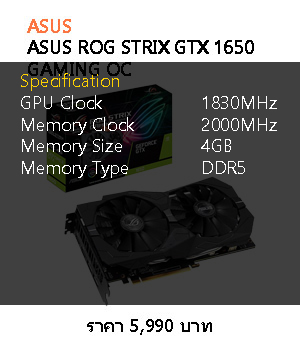 ASUS
ASUS ROG STRIX GTX 1650
GAMING OC
Specification
GPU Clock 1830MHz
Memory Clock 2000MHz
Memory Size 4GB
Memory Type DDR5
ราคา 5,990 บาท